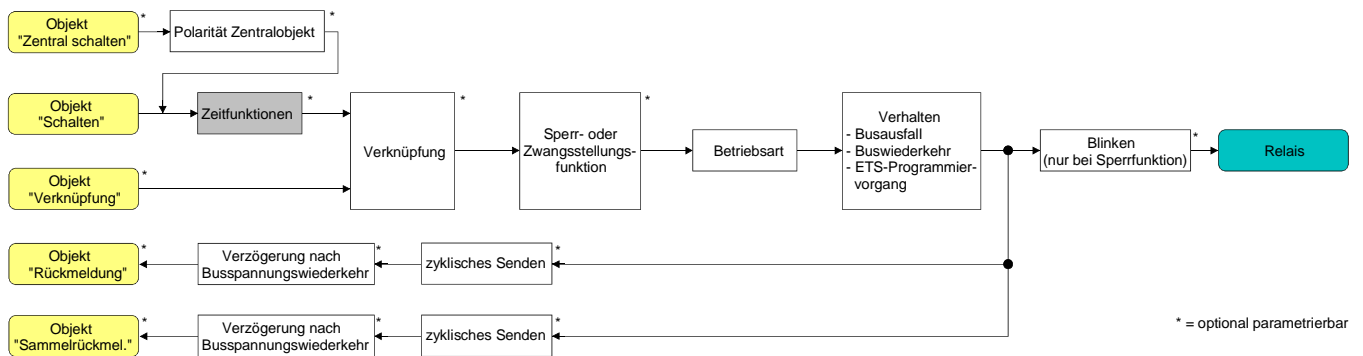 Objekt
"Zentral schalten"
*
Polarität Zentralobjekt
*
Objekt
"Schalten"
Zeitfunktionen
*
Verknüpfung
*
Sperr- oder
Zwangsstellungs-
funktion
*
Betriebsart
Verhalten
- Busausfall
- Buswiederkehr
- ETS-Programmier-
vorgang
Blinken
(nur bei Sperrfunktion)
*
Relais
Objekt
"Verknüpfung"
*
Objekt
"Rückmeldung"
*
Verzögerung nach
Busspannungswiederkehr
*
zyklisches Senden
*
Objekt
"Sammelrückmel."
*
Verzögerung nach
Busspannungswiederkehr
*
zyklisches Senden
*
* = optional parametrierbar